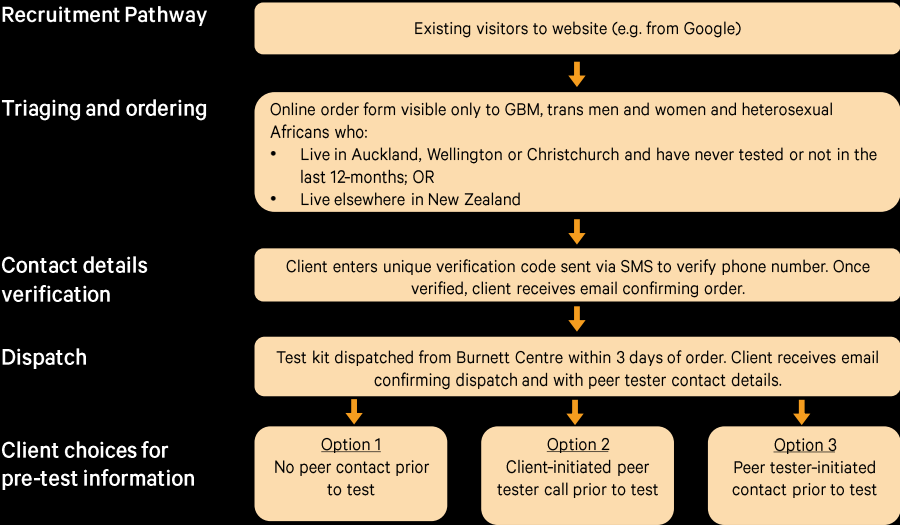 Recruitment Pathway
Existing visitors to website (e.g. from Google)
Triaging and ordering
Online order form visible only to GBM, trans men and women and heterosexual
Africans who:
• Live in Auckland, Wellington or Christchurch and have never tested or not in the
last 12-months; OR
• Live elsewhere in New Zealand
Contact details
verification
Client enters unique verification code sent via SMS to verify phone number. Once
verified, client receives email confirming order.
Dispatch
Test kit dispatched from Burnett Centre within 3 days of order. Client receives email
confirming dispatch and with peer tester contact details.
Client choices for
pre-test information
Option 1
No peer contact prior
to test
Option 2
Client-initiated peer
tester call prior to test
Option 3
Peer tester-initiated
contact prior to test